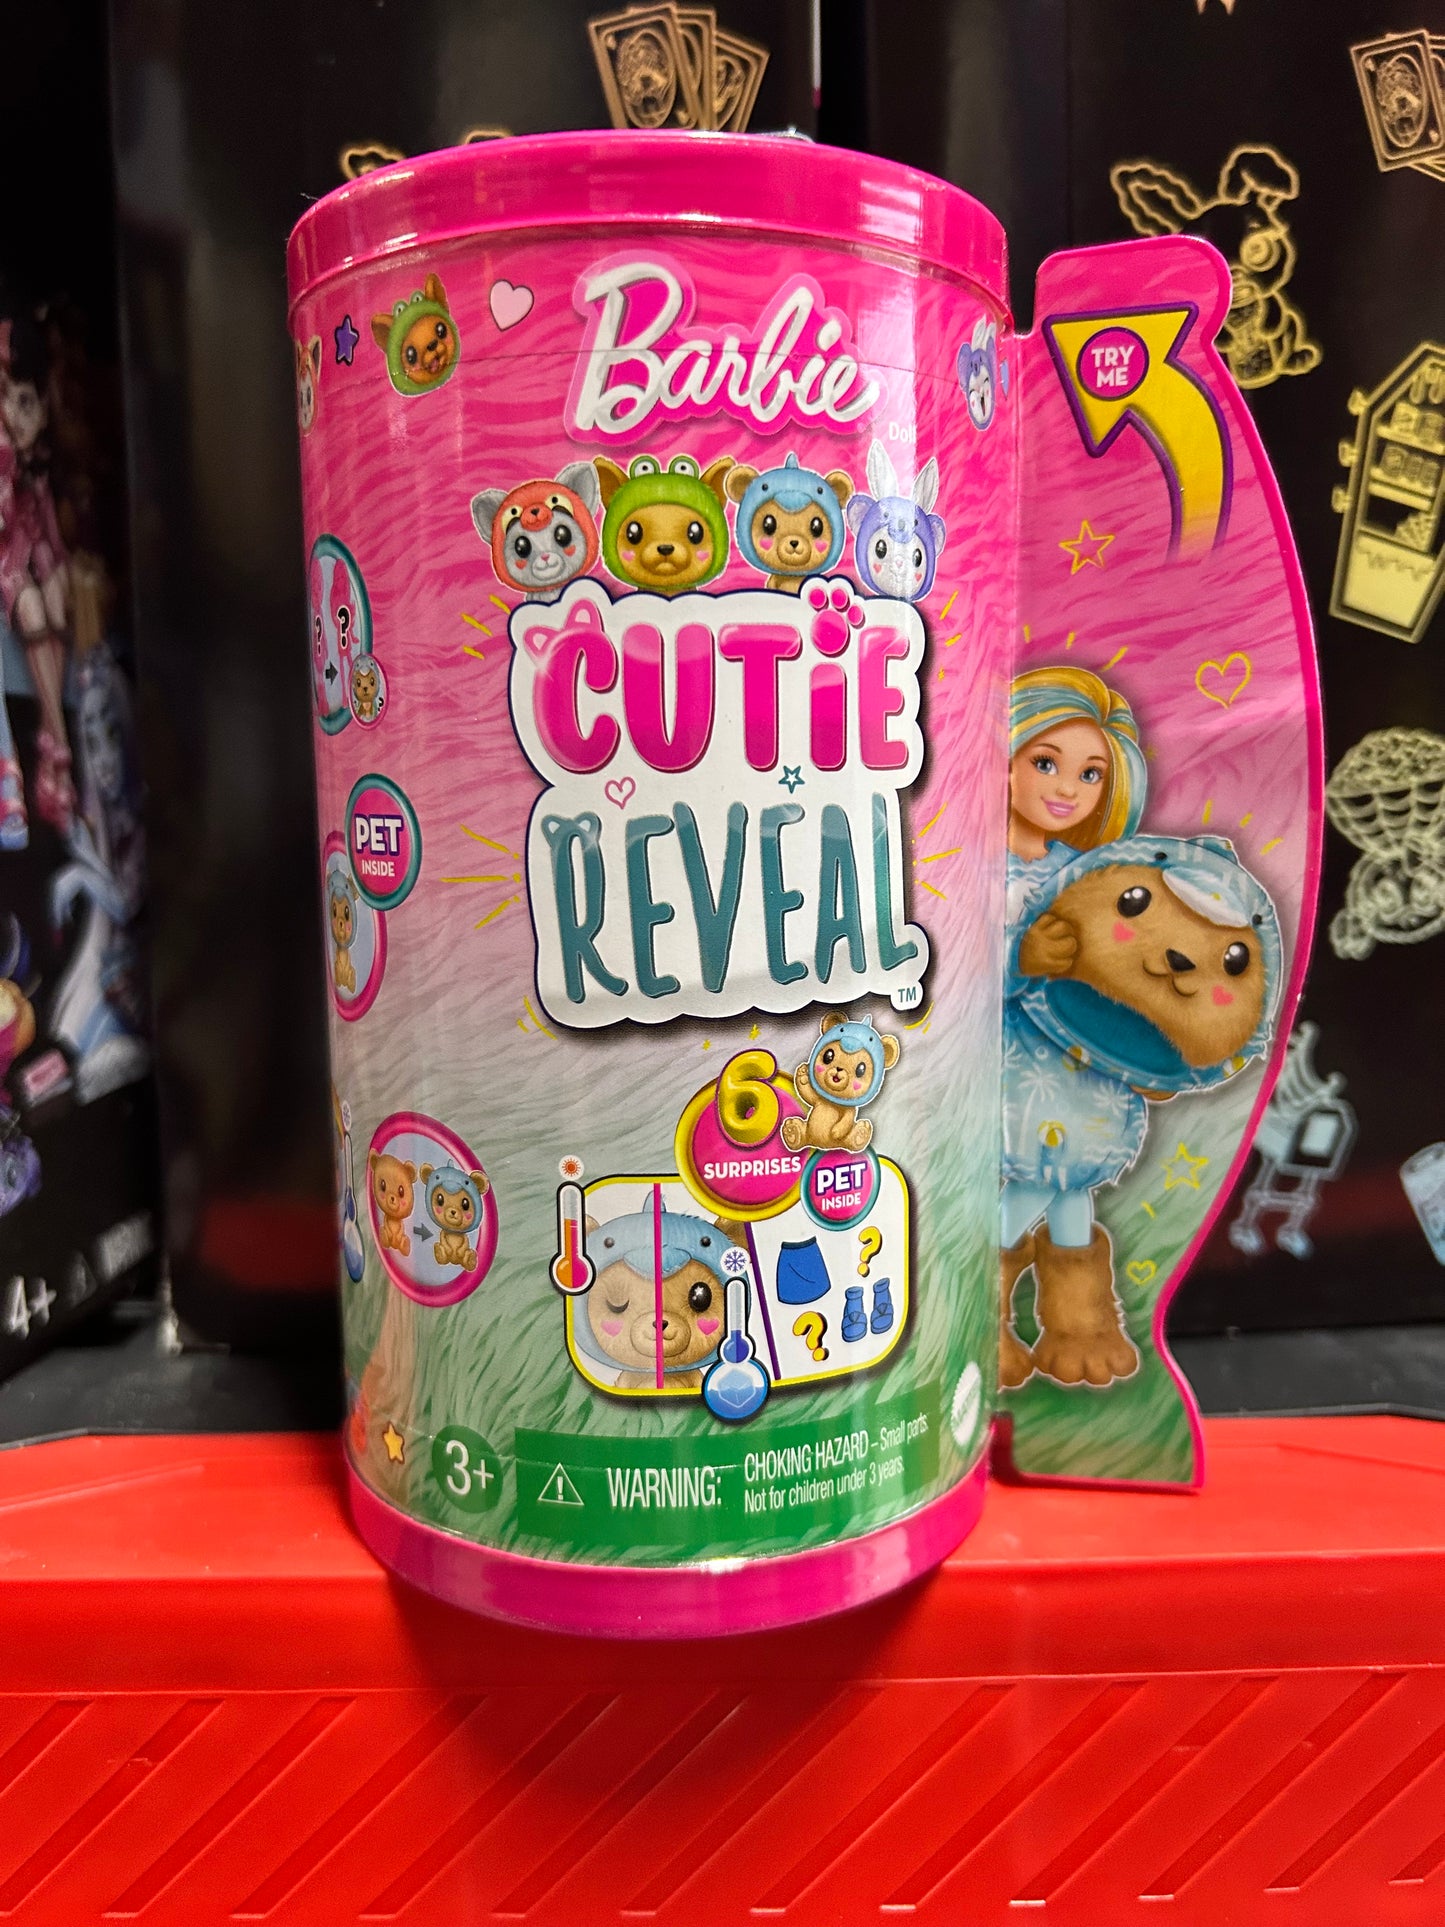 TRY
ME
Barbie
Doll
CUTiE
REVEAL
TM
?
?
?
PET
INSIDE
6
SURPRISES
PET
INSIDE
?
?
3+
WARNING:
CHOKING HAZARD – Small parts.
Not for children under 3 years.
4+